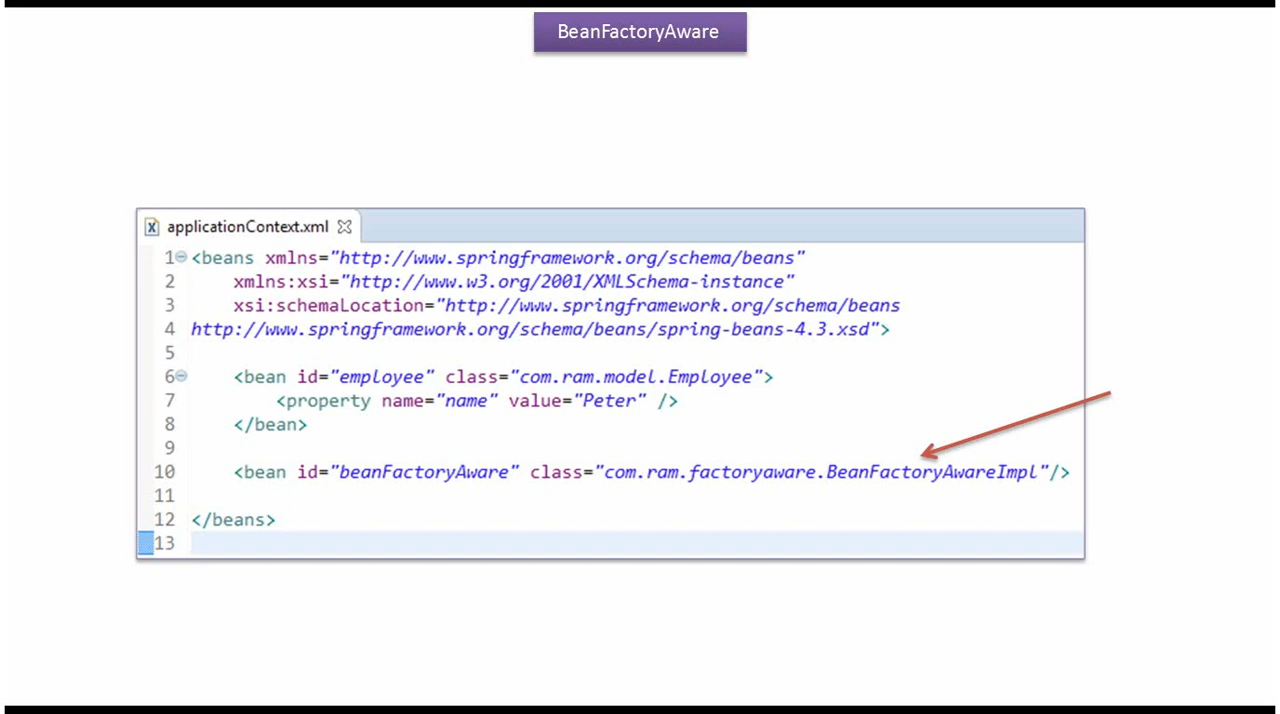 BeanFactoryAware
applicationContext.xml
1 <beans xmlns="http://www.springframework.org/schema/beans"
2 xmlns:xsi="http://www.w3.org/2001/XMLSchema-instance"
3 xsi:schemaLocation="http://www.springframework.org/schema/beans
4 http://www.springframework.org/schema/beans/spring-beans-4.3.xsd">
5
6 <bean id="employee" class="com.ram.model.Employee">
7 <property name="name" value="Peter" />
8 </bean>
9
10 <bean id="beanFactoryAware" class="com.ram.factoryaware.BeanFactoryAwareImpl"/>
11
12 </beans>
13